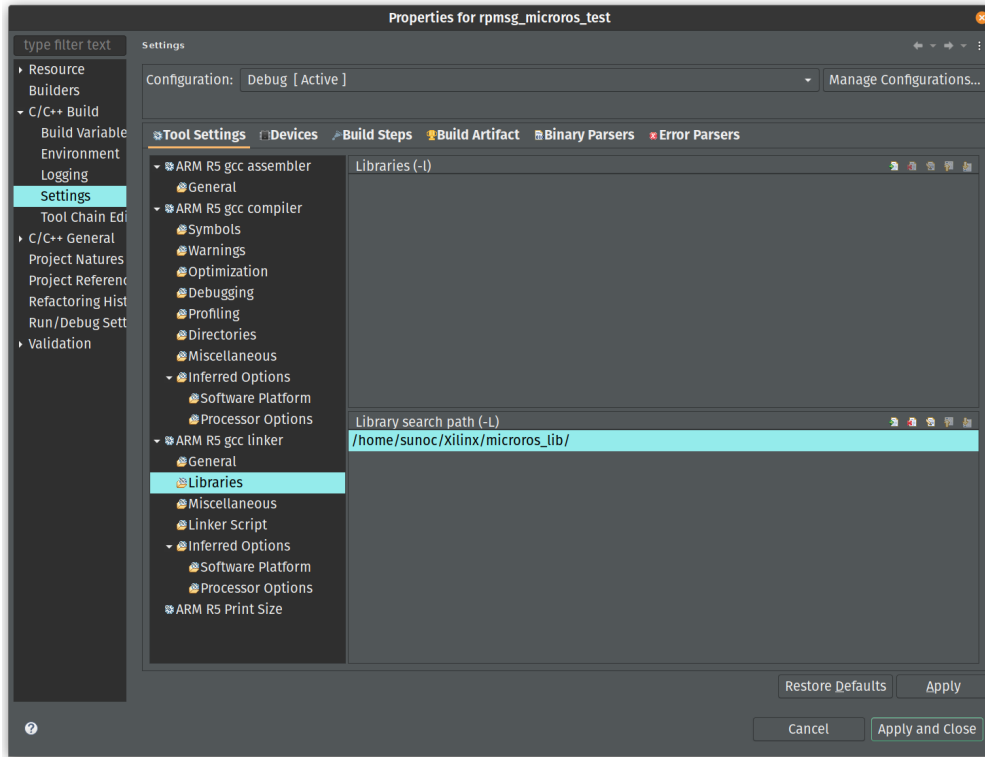 Properties for rpmsg_microros_test
type filter text
Settings
Resource
Builders
C/C++ Build
Build Variable
Environment
Logging
Settings
Tool Chain Edi
C/C++ General
Project Natures
Project Referenc
Refactoring Hist
Run/Debug Sett
Validation
Configuration: Debug [ Active ]
Manage Configurations...
Tool Settings Devices Build Steps Build Artifact Binary Parsers Error Parsers
ARM R5 gcc assembler
General
ARM R5 gcc compiler
Symbols
Warnings
Optimization
Debugging
Profiling
Directories
Miscellaneous
Inferred Options
Software Platform
Processor Options
ARM R5 gcc linker
General
Libraries
Miscellaneous
Linker Script
Inferred Options
Software Platform
Processor Options
ARM R5 Print Size
Libraries (-l)
Library search path (-L)
/home/sunoc/Xilinx/microros_lib/
Restore Defaults Apply
Cancel Apply and Close